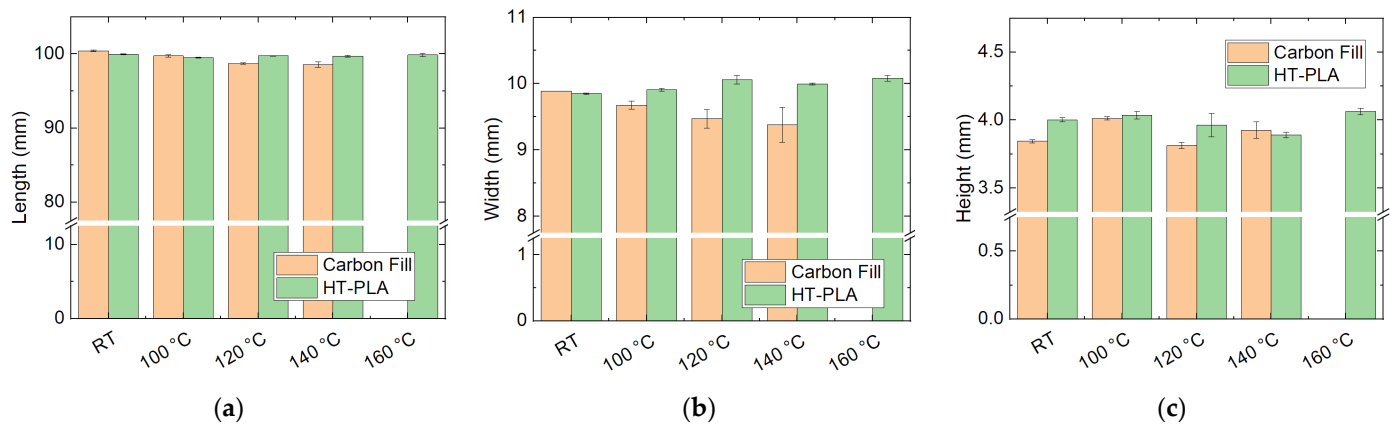 Length (mm)
100
90
80
10
0
Carbon Fill
HT-PLA
RT
100 °C
120 °C
140 °C
160 °C
(a)
Width (mm)
11
10
9
8
1
0
Carbon Fill
HT-PLA
RT
100 °C
120 °C
140 °C
160 °C
(b)
Height (mm)
4.5
4.0
3.5
0.5
0.0
Carbon Fill
HT-PLA
RT
100 °C
120 °C
140 °C
160 °C
(c)